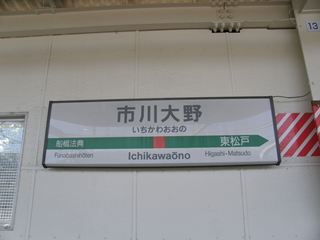 市川大野
いちかわおおの
船橋法典
東松戸
Funabashihōten
Ichikawaōno
Higashi-Matsudo
13